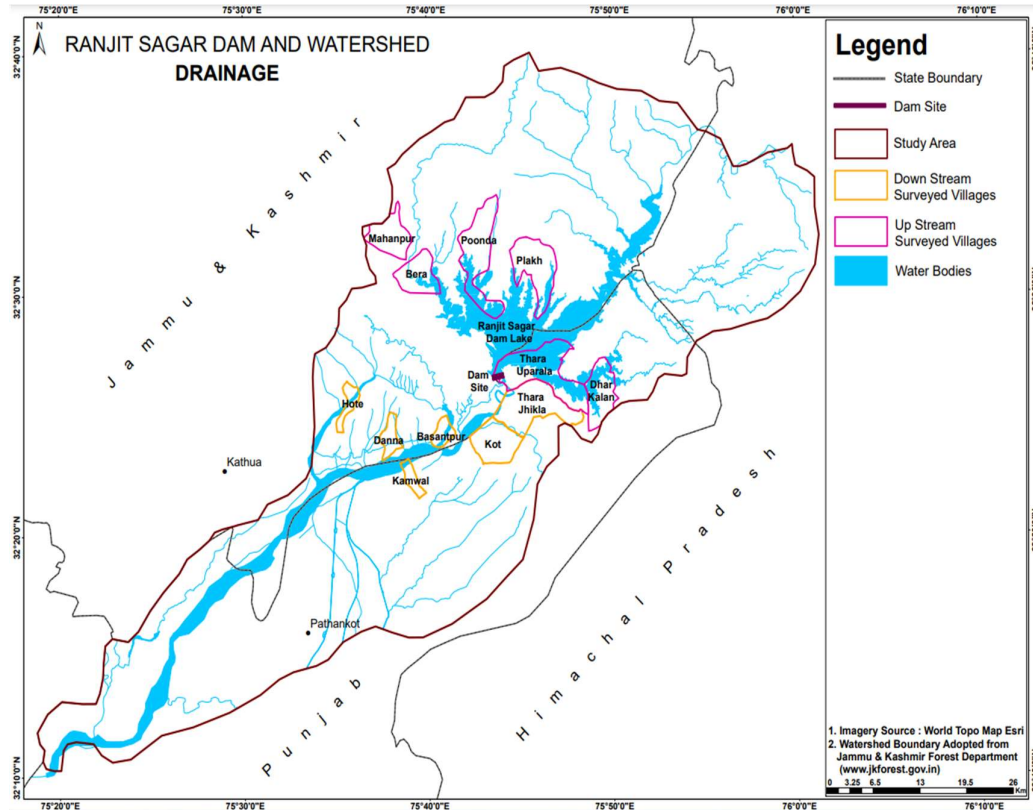 75°20'0"E 75°30'0"E 75°40'0"E 75°50'0"E 76°0'0"E 76°10'0"E
N
RANJIT SAGAR DAM AND WATERSHED
DRAINAGE
32°40'0"N
32°30'0"N
32°20'0"N
32°10'0"N
Jammu & Kashmir
Mahanpur
Poonda
Bera
Plakh
Ranjit Sagar
Dam Lake
Thara
Uparala
Dam
Site
Dhar
Kalan
Thara
Jhikla
Hote
Danna
Basantpur
Kot
Kamwal
Kathua
Pathankot
Punjab
Himachal Pradesh
Legend
State Boundary
Dam Site
Study Area
Down Stream
Surveyed Villages
Up Stream
Surveyed Villages
Water Bodies
1. Imagery Source : World Topo Map Esri
2. Watershed Boundary Adopted from
Jammu & Kashmir Forest Department
(www.jkforest.gov.in)
0 3.25 6.5 13 19.5 26
Km
75°20'0"E 75°30'0"E 75°40'0"E 75°50'0"E 76°0'0"E 76°10'0"E